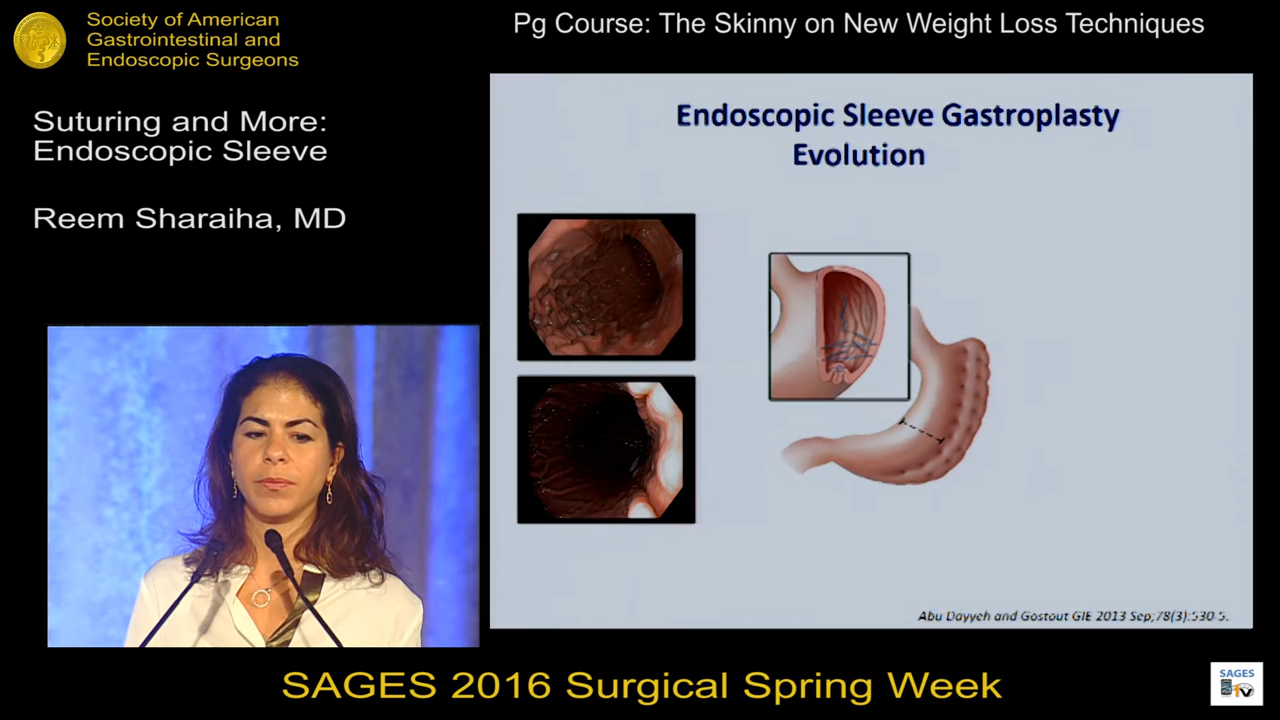 Society of American
Gastrointestinal and
Endoscopic Surgeons
Pg Course: The Skinny on New Weight Loss Techniques
Suturing and More:
Endoscopic Sleeve
Reem Sharaiha, MD
Endoscopic Sleeve Gastroplasty
Evolution
Abu Dayyeh and Gostout GIE 2013 Sep;78(3):530-5.
SAGES 2016 Surgical Spring Week
SAGES
TV